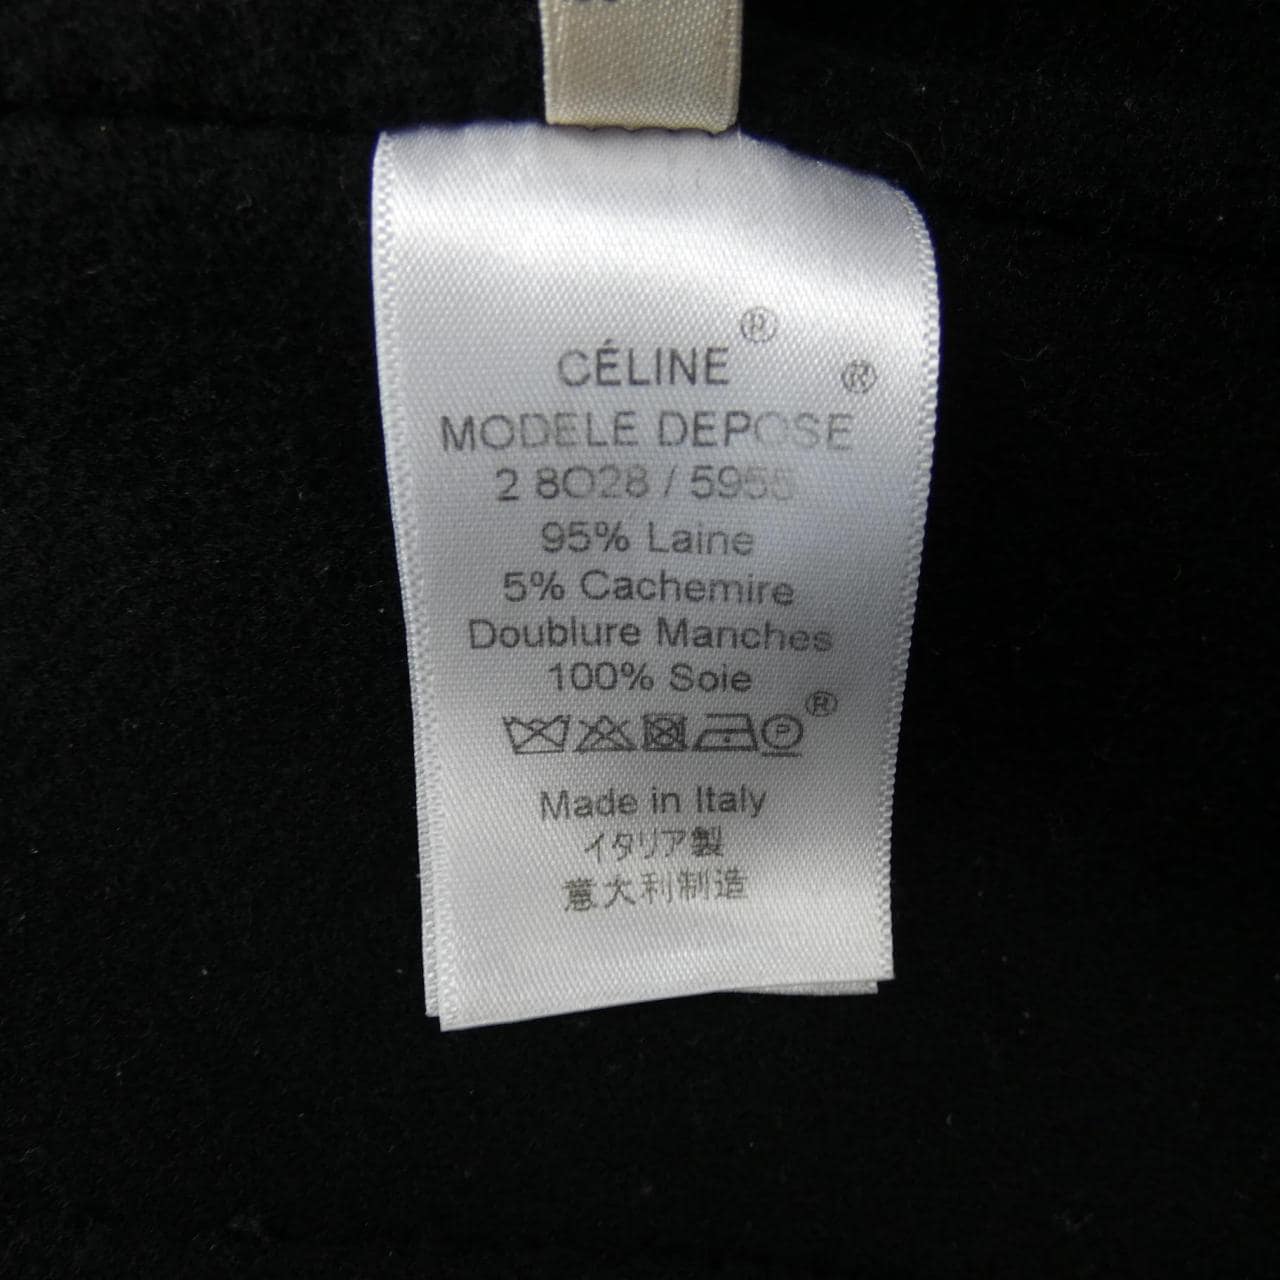 CÉLINE®
MODELE DEPOSE®
2 8O28 / 5955
95% Laine
5% Cachemire
Doublure Manches
100% Soie
P ®
Made in Italy
イタリア製
意大利制造